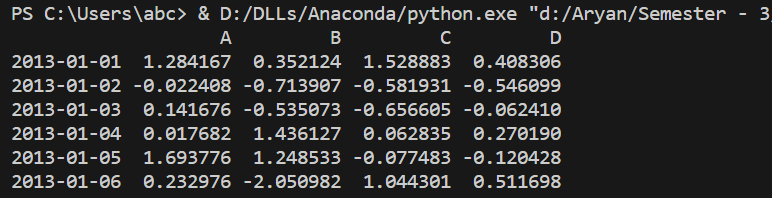 PS C:\Users\abc> & D:/DLLs/Anaconda/python.exe "d:/Aryan/Semester - 3
A B C D
2013-01-01 1.284167 0.352124 1.528883 0.408306
2013-01-02 -0.022408 -0.713907 -0.581931 -0.546099
2013-01-03 0.141676 -0.535073 -0.656605 -0.062410
2013-01-04 0.017682 1.436127 0.062835 0.270190
2013-01-05 1.693776 1.248533 -0.077483 -0.120428
2013-01-06 0.232976 -2.050982 1.044301 0.511698